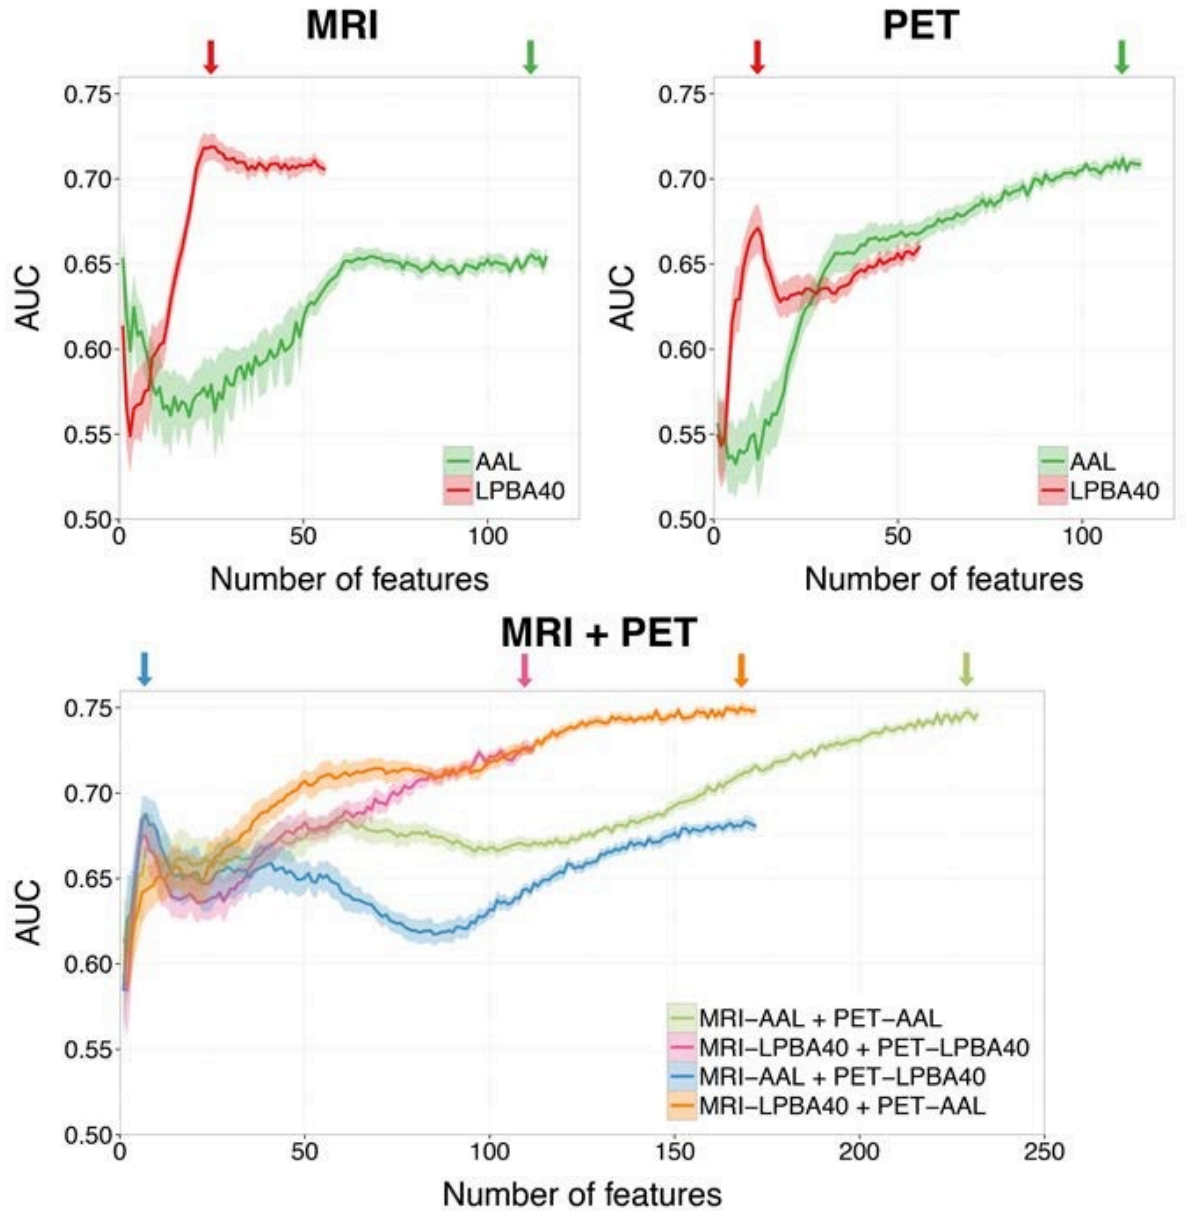 MRI
0.75
0.70
0.65
0.60
0.55
0.50
AUC
0
50
100
Number of features
AAL
LPBA40
PET
0.75
0.70
0.65
0.60
0.55
0.50
AUC
0
50
100
Number of features
AAL
LPBA40
MRI + PET
0.75
0.70
0.65
0.60
0.55
0.50
AUC
0
50
100
150
200
250
Number of features
MRI−AAL + PET−AAL
MRI−LPBA40 + PET−LPBA40
MRI−AAL + PET−LPBA40
MRI−LPBA40 + PET−AAL